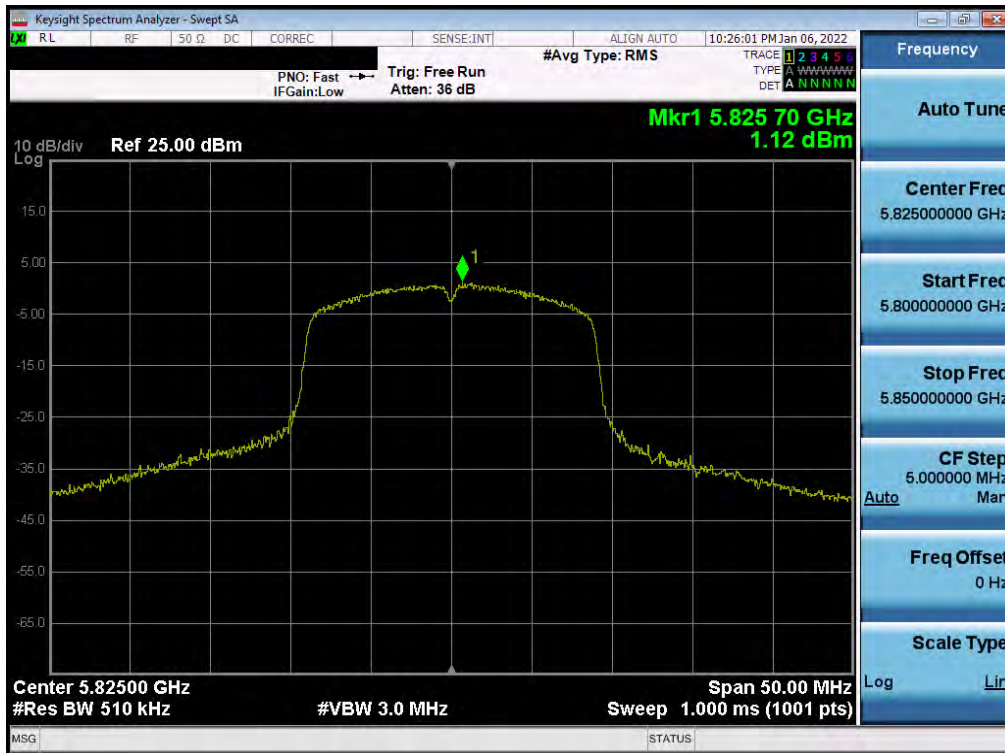 Keysight Spectrum Analyzer - Swept SA
LXI RL RF 50 Ω DC CORREC SENSE:INT ALIGN AUTO 10:26:01 PM Jan 06, 2022
#Avg Type: RMS TRACE 1 2 3 4 5 6
PNO: Fast Trig: Free Run TYPE A WWWWW
IFGain:Low Atten: 36 dB DET A N N N N N
Mkr1 5.825 70 GHz
1.12 dBm
10 dB/div Ref 25.00 dBm
Log
15.0
5.00
1
-5.00
-15.0
-25.0
-35.0
-45.0
-55.0
-65.0
Center 5.82500 GHz Span 50.00 MHz
#Res BW 510 kHz #VBW 3.0 MHz Sweep 1.000 ms (1001 pts)
MSG STATUS
Frequency
Auto Tune
Center Freq
5.825000000 GHz
Start Freq
5.800000000 GHz
Stop Freq
5.850000000 GHz
CF Step
5.000000 MHz
Auto Man
Freq Offset
0 Hz
Scale Type
Log Lin